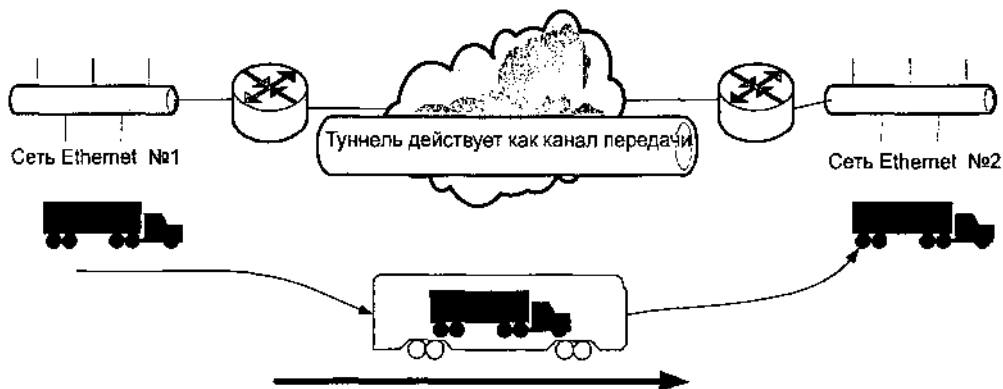 Туннель действует как канал передачи
Сеть Ethernet №1
Сеть Ethernet №2